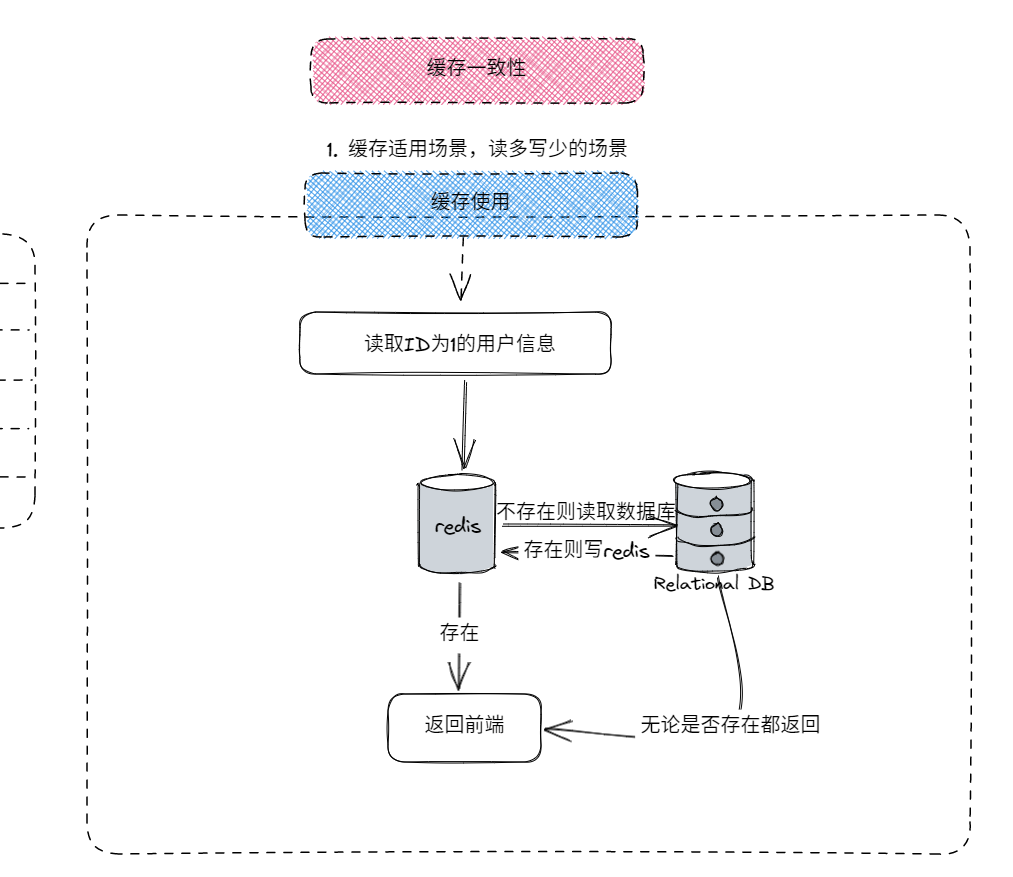 缓存一致性
1. 缓存适用场景，读多写少的场景
缓存使用
读取ID为1的用户信息
redis
不存在则读取数据库
存在则写redis
Relational DB
存在
返回前端
无论是否存在都返回